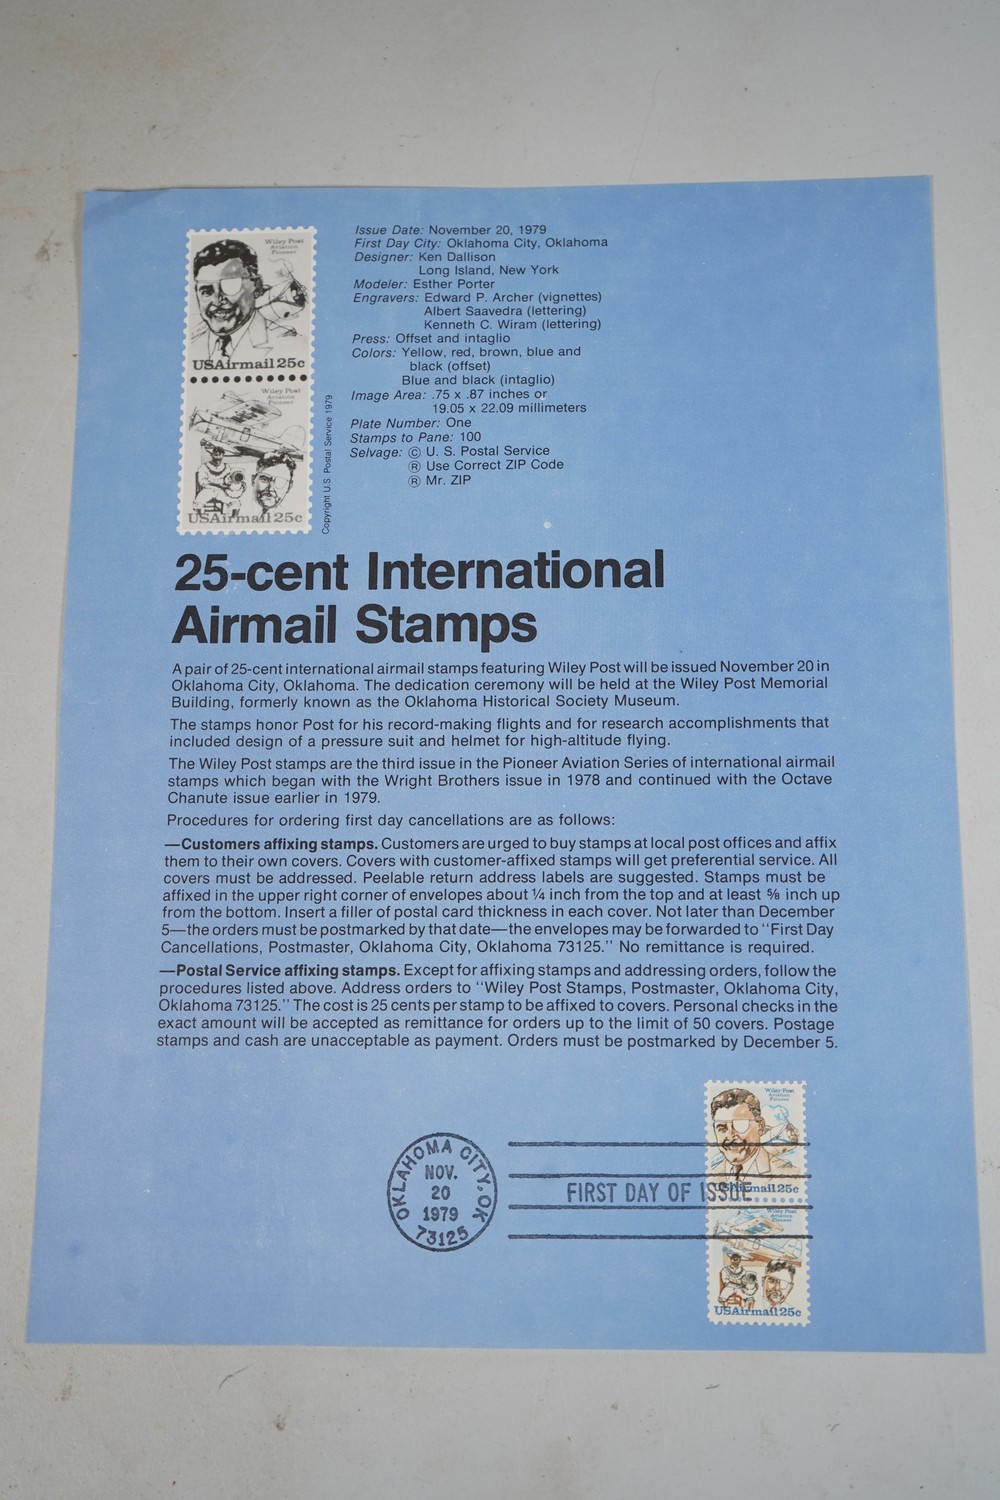 Wiley Post
Aviation
Pioneer
USAirmail 25c
Wiley Post
Aviation
Pioneer
USAirmail 25c
Copyright U.S. Postal Service 1979
Issue Date: November 20, 1979
First Day City: Oklahoma City, Oklahoma
Designer: Ken Dallison
Long Island, New York
Modeler: Esther Porter
Engravers: Edward P. Archer (vignettes)
Albert Saavedra (lettering)
Kenneth C. Wiram (lettering)
Press: Offset and intaglio
Colors: Yellow, red, brown, blue and
black (offset)
Blue and black (intaglio)
Image Area: .75 x .87 inches or
19.05 x 22.09 millimeters
Plate Number: One
Stamps to Pane: 100
Selvage: © U. S. Postal Service
® Use Correct ZIP Code
® Mr. ZIP
25-cent International
Airmail Stamps
A pair of 25-cent international airmail stamps featuring Wiley Post will be issued November 20 in
Oklahoma City, Oklahoma. The dedication ceremony will be held at the Wiley Post Memorial
Building, formerly known as the Oklahoma Historical Society Museum.
The stamps honor Post for his record-making flights and for research accomplishments that
included design of a pressure suit and helmet for high-altitude flying.
The Wiley Post stamps are the third issue in the Pioneer Aviation Series of international airmail
stamps which began with the Wright Brothers issue in 1978 and continued with the Octave
Chanute issue earlier in 1979.
Procedures for ordering first day cancellations are as follows:
—Customers affixing stamps. Customers are urged to buy stamps at local post offices and affix
them to their own covers. Covers with customer-affixed stamps will get preferential service. All
covers must be addressed. Peelable return address labels are suggested. Stamps must be
affixed in the upper right corner of envelopes about ¼ inch from the top and at least ⅝ inch up
from the bottom. Insert a filler of postal card thickness in each cover. Not later than December
5—the orders must be postmarked by that date—the envelopes may be forwarded to "First Day
Cancellations, Postmaster, Oklahoma City, Oklahoma 73125." No remittance is required.
—Postal Service affixing stamps. Except for affixing stamps and addressing orders, follow the
procedures listed above. Address orders to "Wiley Post Stamps, Postmaster, Oklahoma City,
Oklahoma 73125." The cost is 25 cents per stamp to be affixed to covers. Personal checks in the
exact amount will be accepted as remittance for orders up to the limit of 50 covers. Postage
stamps and cash are unacceptable as payment. Orders must be postmarked by December 5.
OKLAHOMA CITY, OK
NOV.
20
1979
73125
FIRST DAY OF ISSUE
Wiley Post
Aviation
Pioneer
USAirmail 25c
Wiley Post
Aviation
Pioneer
USAirmail 25c